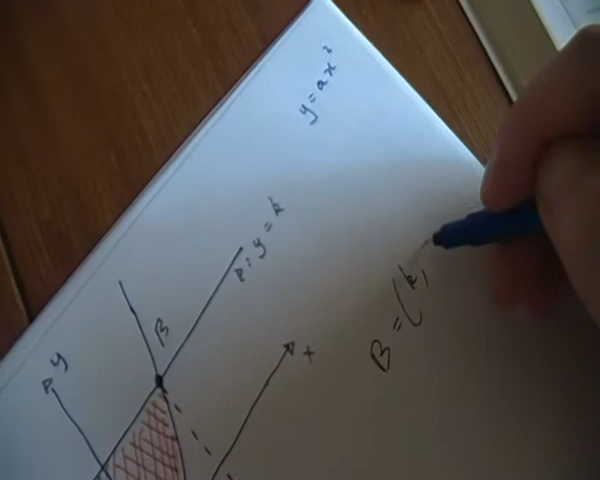 y = ax²
P: y = k
B
y
x
B = (k,